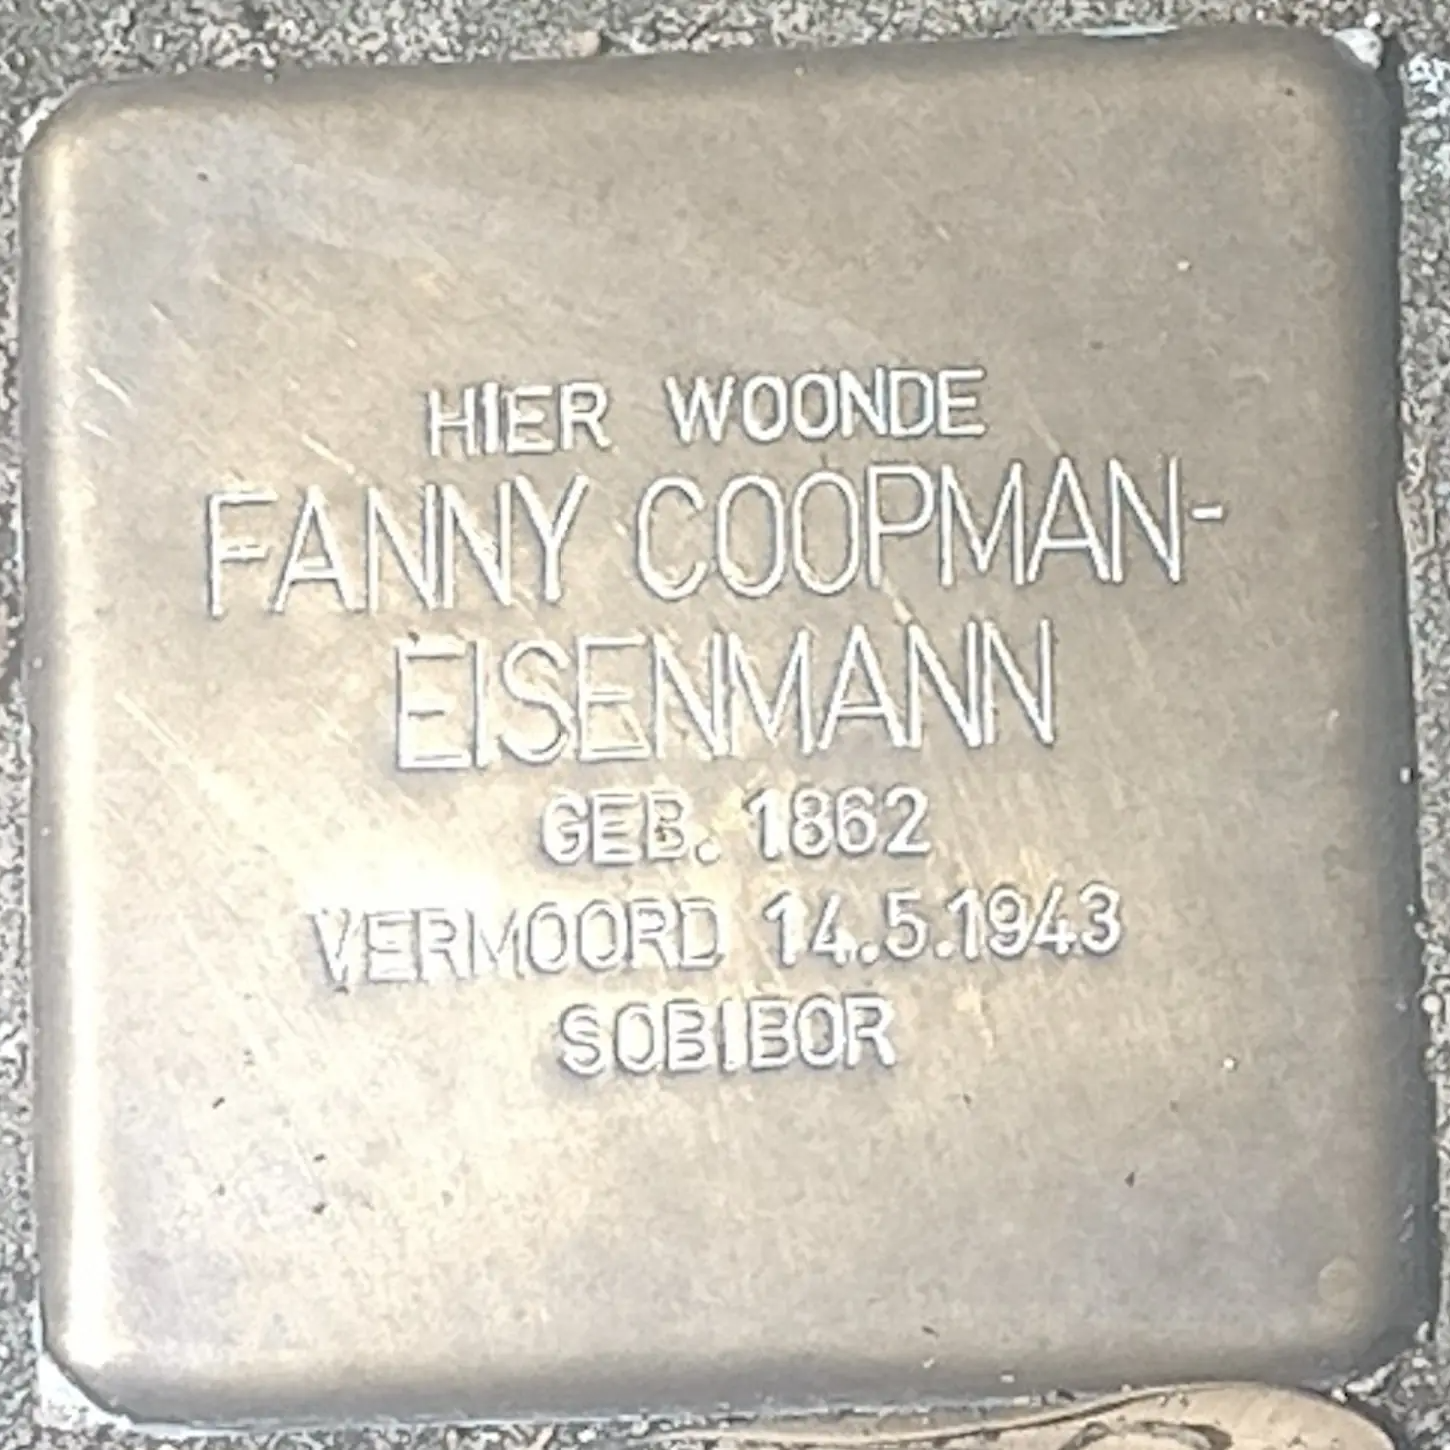 HIER WOONDE
FANNY COOPMAN-
EISENMANN
GEB. 1862
VERMOORD 14.5.1943
SOBIBOR